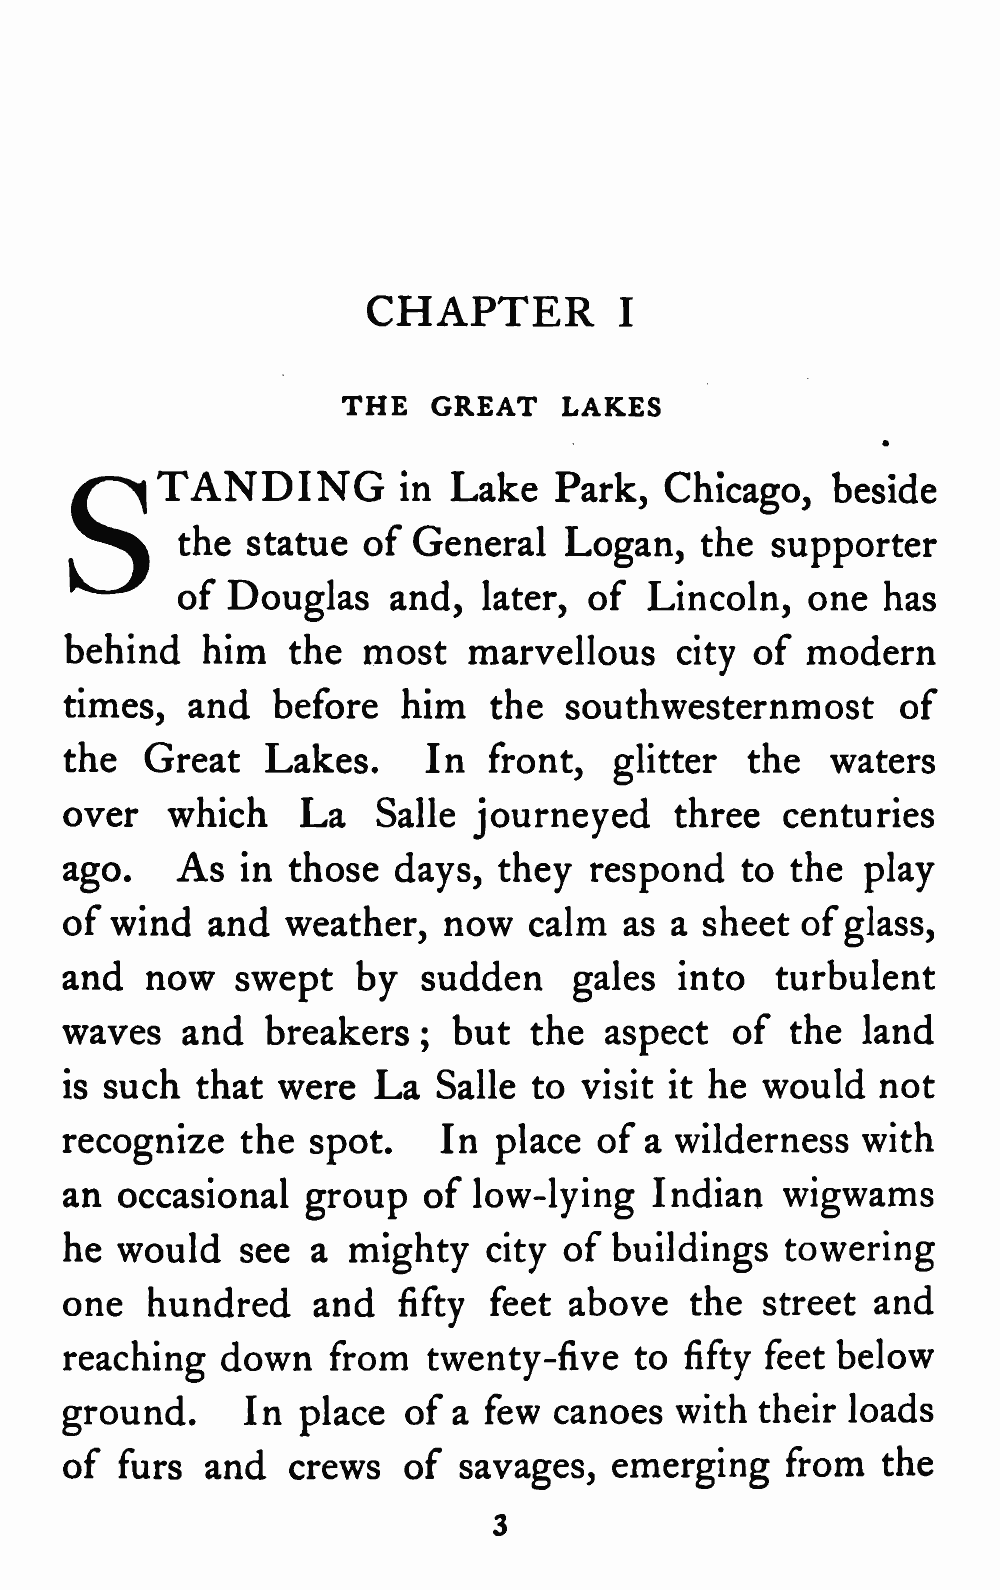 CHAPTER I
THE GREAT LAKES
STANDING in Lake Park, Chicago, beside
the statue of General Logan, the supporter
of Douglas and, later, of Lincoln, one has
behind him the most marvellous city of modern
times, and before him the southwesternmost of
the Great Lakes. In front, glitter the waters
over which La Salle journeyed three centuries
ago. As in those days, they respond to the play
of wind and weather, now calm as a sheet of glass,
and now swept by sudden gales into turbulent
waves and breakers ; but the aspect of the land
is such that were La Salle to visit it he would not
recognize the spot. In place of a wilderness with
an occasional group of low-lying Indian wigwams
he would see a mighty city of buildings towering
one hundred and fifty feet above the street and
reaching down from twenty-five to fifty feet below
ground. In place of a few canoes with their loads
of furs and crews of savages, emerging from the
3